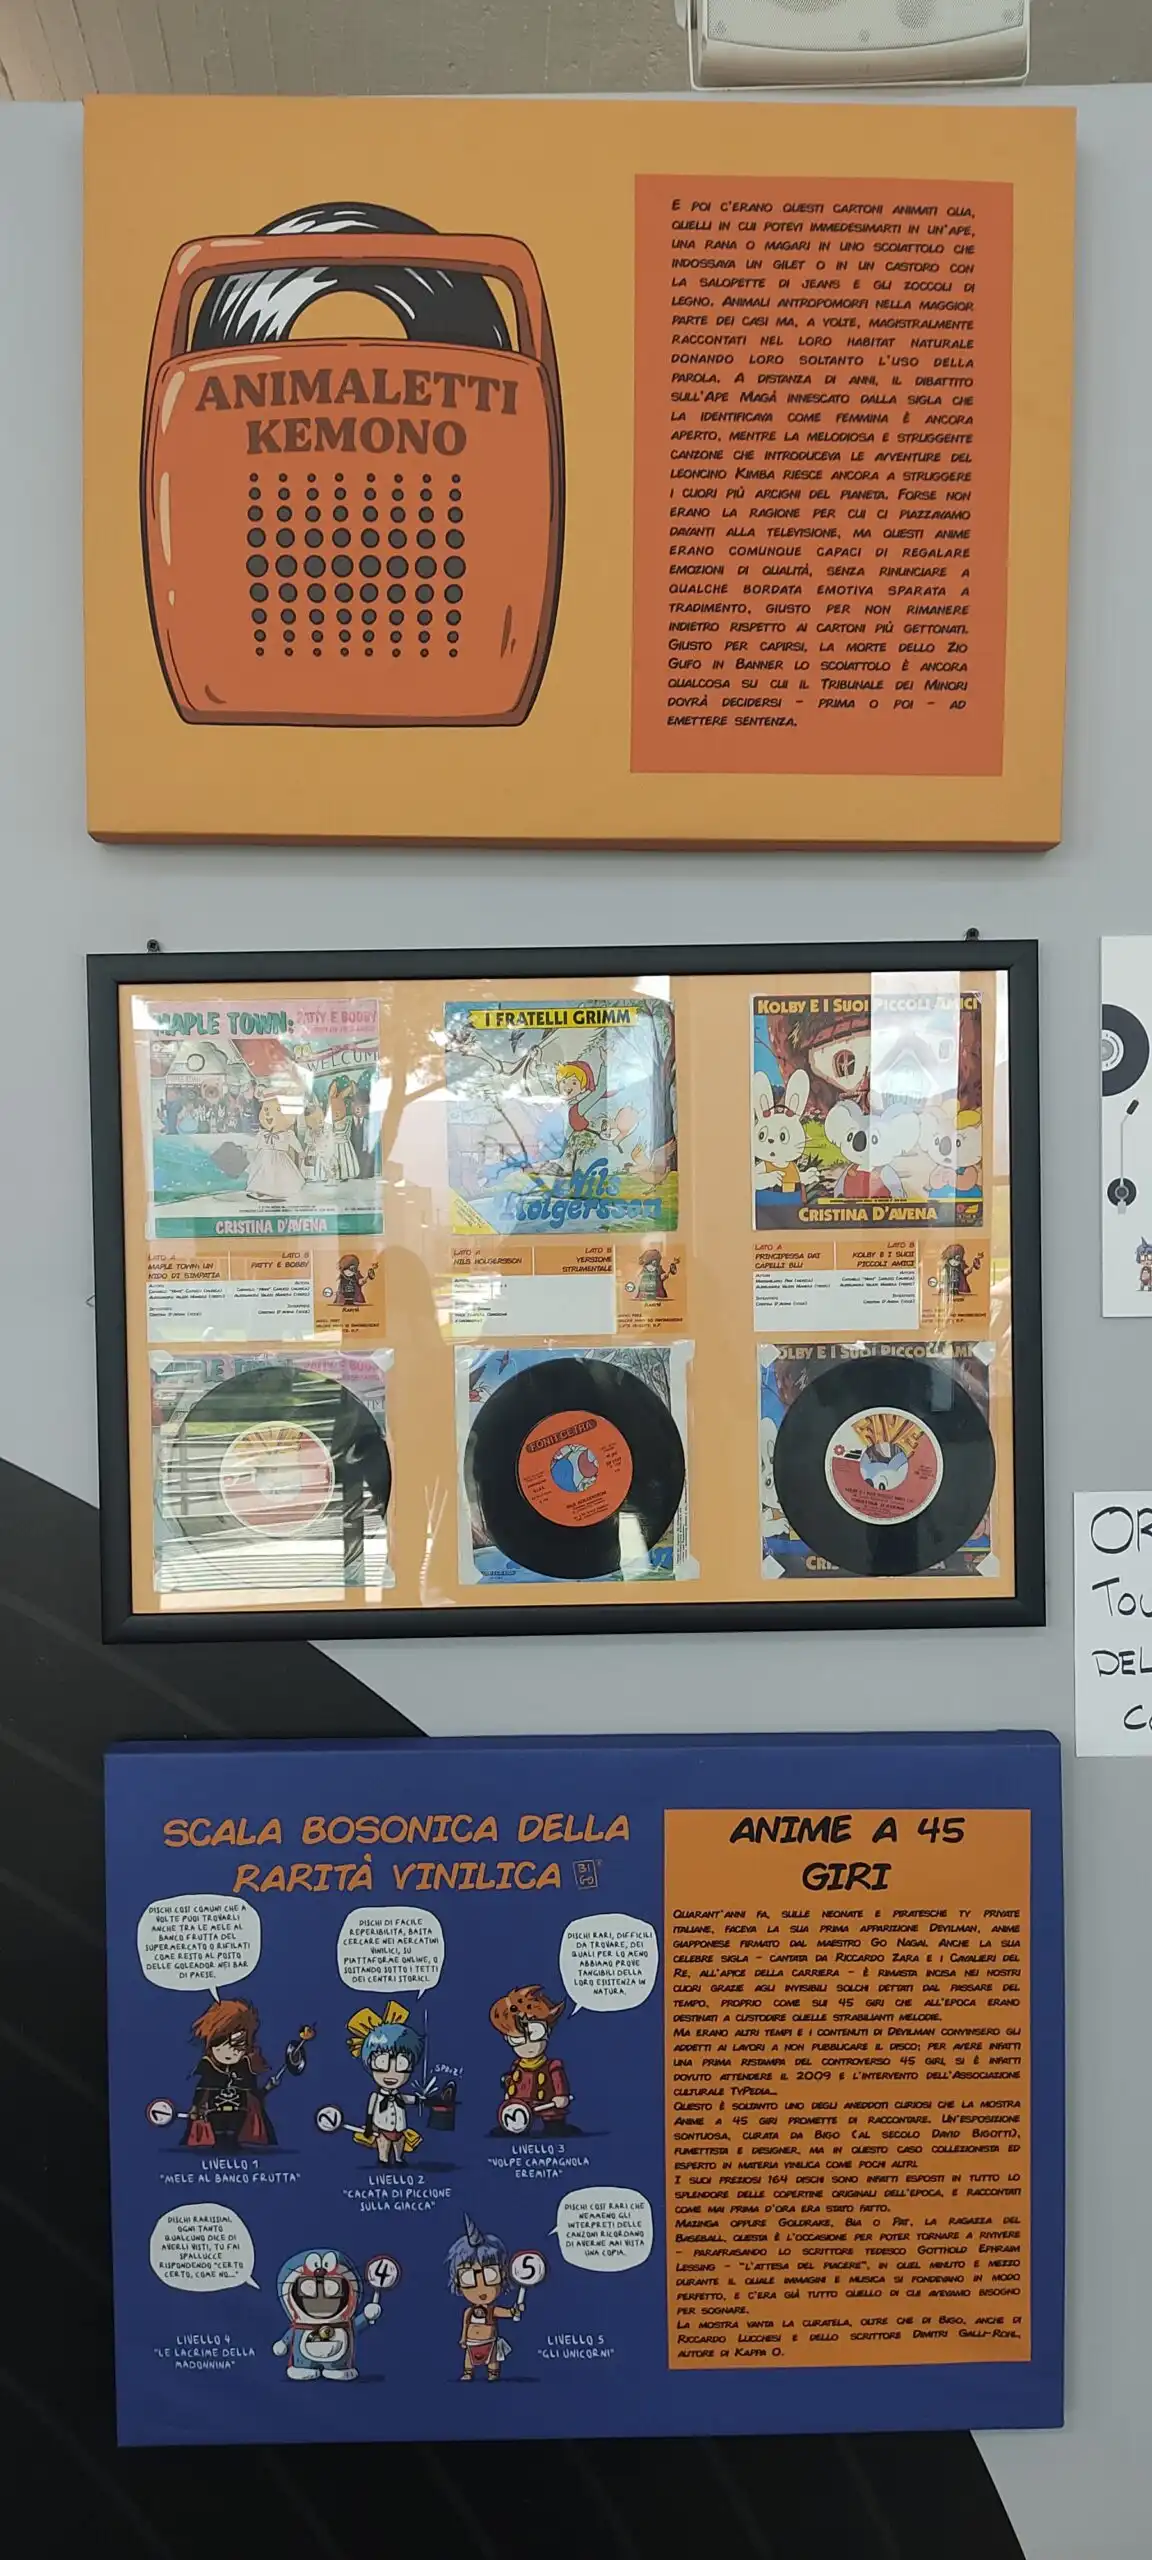 ANIMALETTI
KEMONO
E POI C'ERANO QUESTI CARTONI ANIMATI QUA,
QUELLI IN CUI POTEVI IMMEDESIMARTI IN UN'APE,
UNA RANA O MAGARI IN UNO SCOIATTOLO CHE
INDOSSAVA UN GILET O IN UN CASTORO CON
LA SALOPETTE DI JEANS E GLI ZOCCOLI DI
LEGNO. ANIMALI ANTROPOMORFI NELLA MAGGIOR
PARTE DEI CASI MA, A VOLTE, MAGISTRALMENTE
RACCONTATI NEL LORO HABITAT NATURALE
DONANDO LORO SOLTANTO L'USO DELLA
PAROLA. A DISTANZA DI ANNI, IL DIBATTITO
SULL'APE MAGÀ INNESCATO DALLA SIGLA CHE
LA IDENTIFICAVA COME FEMMINA È ANCORA
APERTO, MENTRE LA MELODIOSA E STRUGGENTE
CANZONE CHE INTRODUCEVA LE AVVENTURE DEL
LEONCINO KIMBA RIESCE ANCORA A STRUGGERE
I CUORI PIÙ ARCIGNI DEL PIANETA. FORSE NON
ERANO LA RAGIONE PER CUI CI PIAZZAVAMO
DAVANTI ALLA TELEVISIONE, MA QUESTI ANIME
ERANO COMUNQUE CAPACI DI REGALARE
EMOZIONI DI QUALITÀ, SENZA RINUNCIARE A
QUALCHE BORDATA EMOTIVA SPARATA A
TRADIMENTO, GIUSTO PER NON RIMANERE
INDIETRO RISPETTO AI CARTONI PIÙ GETTONATI.
GIUSTO PER CAPIRSI, LA MORTE DELLO ZIO
GUFO IN BANNER LO SCOIATTOLO È ANCORA
QUALCOSA SU CUI IL TRIBUNALE DEI MINORI
DOVRÀ DECIDERSI - PRIMA O POI - AD
EMETTERE SENTENZA.
MAPLE TOWN: PATTY E BOBBY
WELCOME
CRISTINA D'AVENA
I FRATELLI GRIMM
Nils
Holgersson
KOLBY E I SUOI PICCOLI AMICI
CRISTINA D'AVENA
LATO A
MAPLE TOWN: UN
NIDO DI SIMPATIA
LATO B
PATTY E BOBBY
LATO A
NILS HOLGERSSON
LATO B
VERSIONE
STRUMENTALE
LATO A
PRINCIPESSA DAI
CAPELLI BLU
LATO B
KOLBY E I SUOI
PICCOLI AMICI
FONIT CETRA
FIVE
KOLBY E I SUOI PICCOLI AMI
OR
TOU
DEL
CO
SCALA BOSONICA DELLA
RARITÀ VINILICA
DISCHI COSÌ COMUNI CHE A
VOLTE PUOI TROVARLI
ANCHE TRA LE MELE AL
BANCO FRUTTA DEL
SUPERMERCATO O RIFILATI
COME RESTO AL POSTO
DELLE GOLEADOR NEI BAR
DI PAESE.
1
LIVELLO 1
"MELE AL BANCO FRUTTA"
DISCHI DI FACILE
REPERIBILITÀ, BASTA
CERCARE NEI MERCATINI
VINILICI, SU
PIATTAFORME ONLINE, O
SOSTANDO SOTTO I TETTI
DEI CENTRI STORICI.
2
LIVELLO 2
"CACATA DI PICCIONE
SULLA GIACCA"
DISCHI RARI, DIFFICILI
DA TROVARE, DEI
QUALI PER LO MENO
ABBIAMO PROVE
TANGIBILI DELLA
LORO ESISTENZA IN
NATURA.
3
LIVELLO 3
"VOLPE CAMPAGNOLA
EREMITA"
DISCHI RARISSIMI,
OGNI TANTO
QUALCUNO DICE DI
AVERLI VISTI, TU FAI
SPALLUCCE
RISPONDENDO "CERTO
CERTO, COME NO..."
4
LIVELLO 4
"LE LACRIME DELLA
MADONNINA"
DISCHI COSÌ RARI CHE
NEMMENO GLI
INTERPRETI DELLE
CANZONI RICORDANO
DI AVERNE MAI VISTA
UNA COPIA.
5
LIVELLO 5
"GLI UNICORNI"
ANIME A 45
GIRI
QUARANT'ANNI FA, SULLE NEONATE E PIRATESCHE TV PRIVATE
ITALIANE, FACEVA LA SUA PRIMA APPARIZIONE DEVILMAN, ANIME
GIAPPONESE FIRMATO DAL MAESTRO GO NAGAI. ANCHE LA SUA
CELEBRE SIGLA - CANTATA DA RICCARDO ZARA E I CAVALIERI DEL
RE, ALL'APICE DELLA CARRIERA - È RIMASTA INCISA NEI NOSTRI
CUORI GRAZIE AGLI INVISIBILI SOLCHI DETTATI DAL PASSARE DEL
TEMPO, PROPRIO COME SUI 45 GIRI CHE ALL'EPOCA ERANO
DESTINATI A CUSTODIRE QUELLE STRABILIANTI MELODIE.
MA ERANO ALTRI TEMPI E I CONTENUTI DI DEVILMAN CONVINSERO GLI
ADDETTI AI LAVORI A NON PUBBLICARE IL DISCO; PER AVERE INFATTI
UNA PRIMA RISTAMPA DEL CONTROVERSO 45 GIRI, SI È INFATTI
DOVUTO ATTENDERE IL 2009 E L'INTERVENTO DELL'ASSOCIAZIONE
CULTURALE TVPEDIA...
QUESTO È SOLTANTO UNO DEGLI ANEDDOTI CURIOSI CHE LA MOSTRA
ANIME A 45 GIRI PROMETTE DI RACCONTARE. UN'ESPOSIZIONE
SONTUOSA, CURATA DA BIGO (AL SECOLO DAVID BIGOTTI),
FUMETTISTA E DESIGNER, MA IN QUESTO CASO COLLEZIONISTA ED
ESPERTO IN MATERIA VINILICA COME POCHI ALTRI.
I SUOI PREZIOSI 164 DISCHI SONO INFATTI ESPOSTI IN TUTTO LO
SPLENDORE DELLE COPERTINE ORIGINALI DELL'EPOCA, E RACCONTATI
COME MAI PRIMA D'ORA ERA STATO FATTO.
MAZINGA OPPURE GOLDRAKE, BIA O PAT, LA RAGAZZA DEL
BASEBALL, QUESTA È L'OCCASIONE PER POTER TORNARE A RIVIVERE
- PARAFRASANDO LO SCRITTORE TEDESCO GOTTHOLD EPHRAIM
LESSING - "L'ATTESA DEL PIACERE", IN QUEL MINUTO E MEZZO
DURANTE IL QUALE IMMAGINI E MUSICA SI FONDEVANO IN MODO
PERFETTO, E C'ERA GIÀ TUTTO QUELLO DI CUI AVEVAMO BISOGNO
PER SOGNARE.
LA MOSTRA VANTA LA CURATELA, OLTRE CHE DI BIGO, ANCHE DI
RICCARDO LUCCHESI E DELLO SCRITTORE DIMITRI GALLI-ROHL,
AUTORE DI KAPPA O.